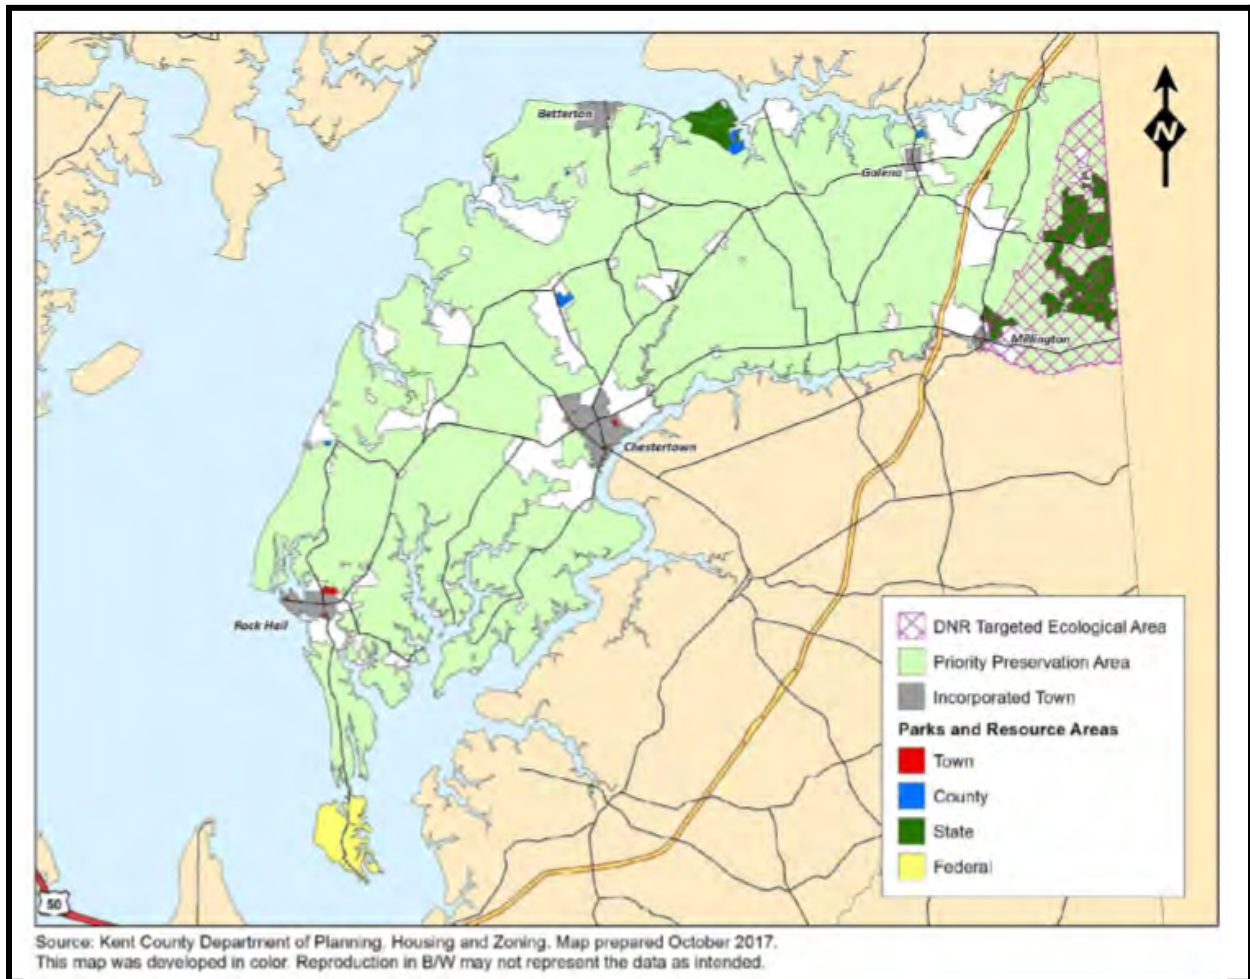 Betterton
Galena
N
Millington
Chestertown
Rock Hall
DNR Targeted Ecological Area
Priority Preservation Area
Incorporated Town
Parks and Resource Areas
Town
County
State
Federal
50
Source: Kent County Department of Planning, Housing and Zoning. Map prepared October 2017.
This map was developed in color. Reproduction in B/W may not represent the data as intended.